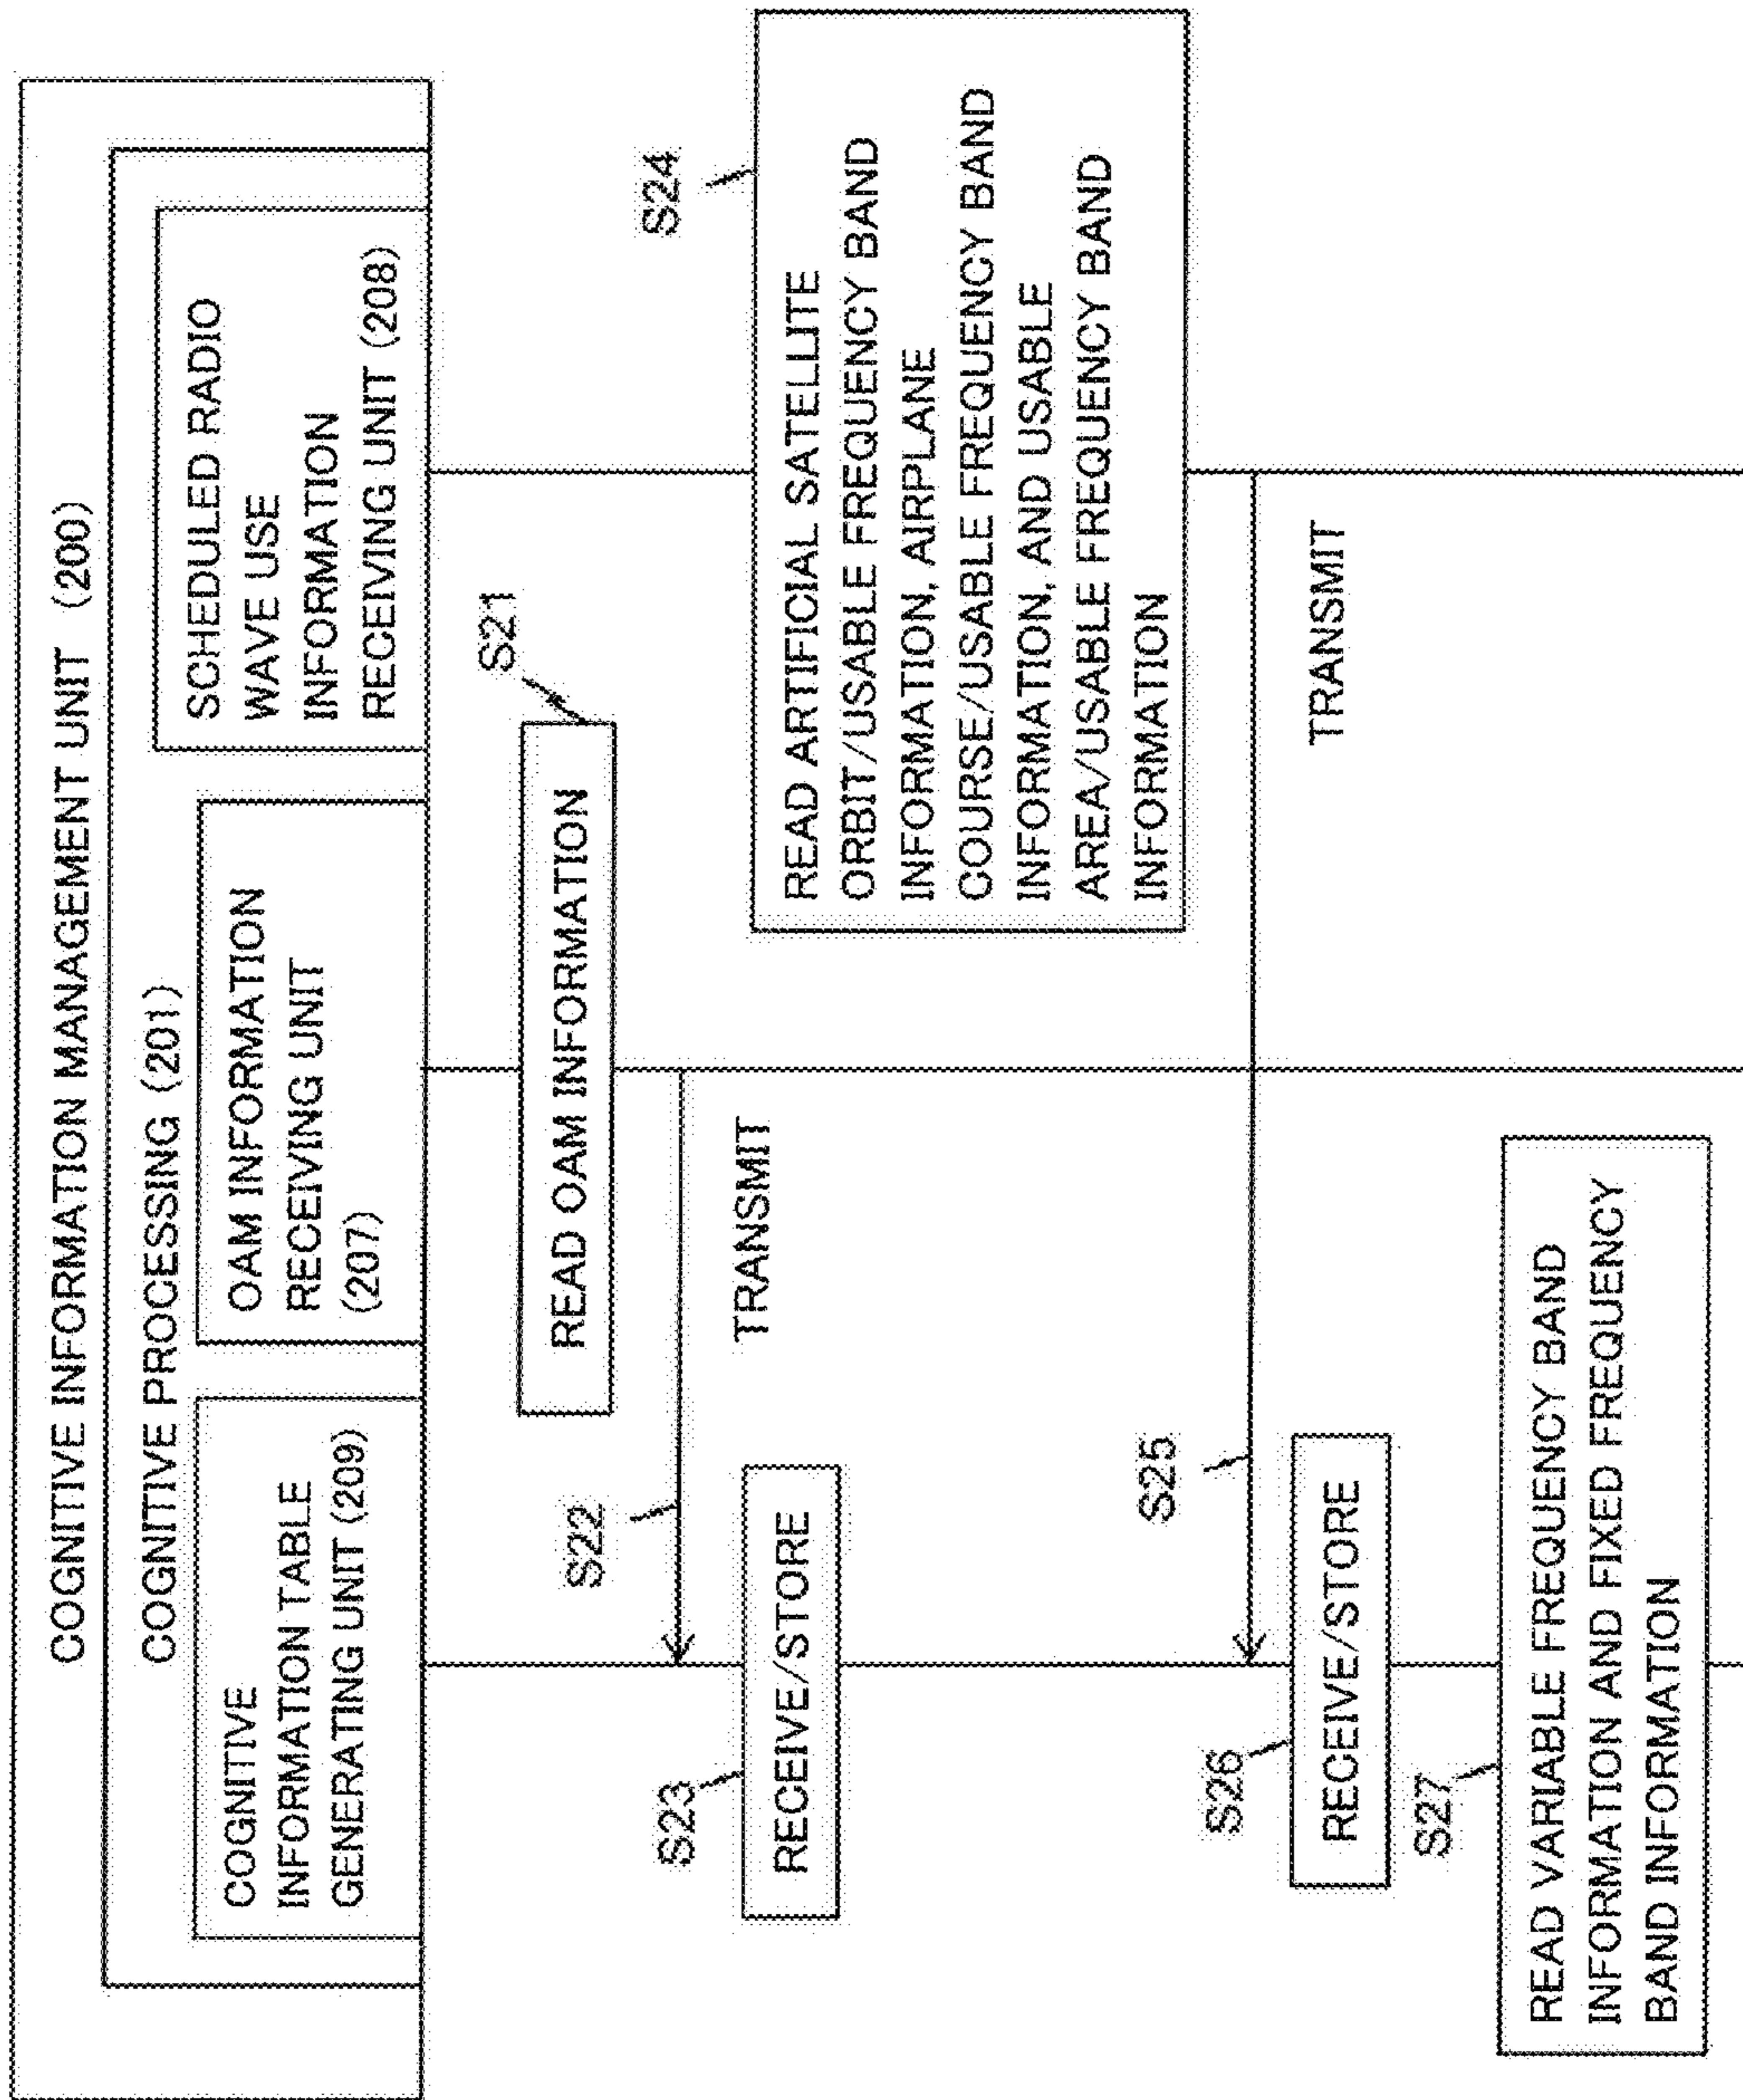 COGNITIVE INFORMATION MANAGEMENT UNIT (200)
COGNITIVE PROCESSING (201)
COGNITIVE
INFORMATION TABLE
GENERATING UNIT (209)
OAM INFORMATION
RECEIVING UNIT
(207)
SCHEDULED RADIO
WAVE USE
INFORMATION
RECEIVING UNIT (208)
S21
READ OAM INFORMATION
S22
TRANSMIT
S23
RECEIVE/STORE
S24
READ ARTIFICIAL SATELLITE
ORBIT/USABLE FREQUENCY BAND
INFORMATION, AIRPLANE
COURSE/USABLE FREQUENCY BAND
INFORMATION, AND USABLE
AREA/USABLE FREQUENCY BAND
INFORMATION
S25
TRANSMIT
S26
RECEIVE/STORE
S27
READ VARIABLE FREQUENCY BAND
INFORMATION AND FIXED FREQUENCY
BAND INFORMATION